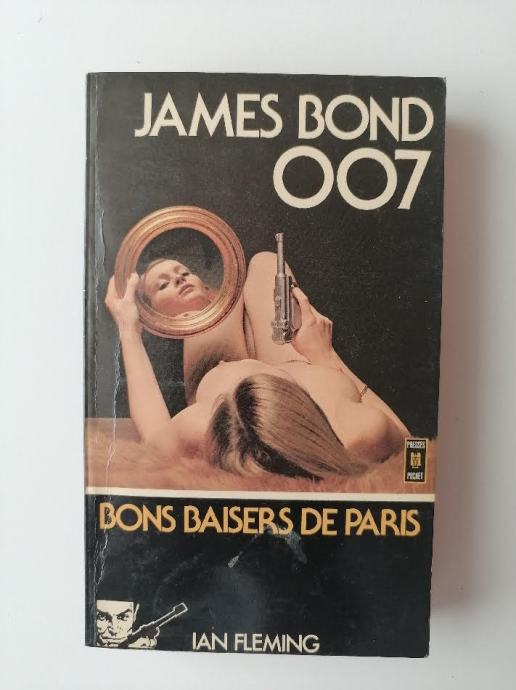 JAMES BOND
007
PRESSES
POCKET
BONS BAISERS DE PARIS
IAN FLEMING